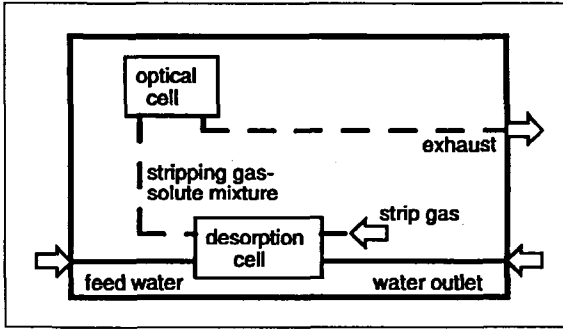 optical
cell
exhaust
stripping gas-
solute mixture
strip gas
desorption
cell
feed water
water outlet